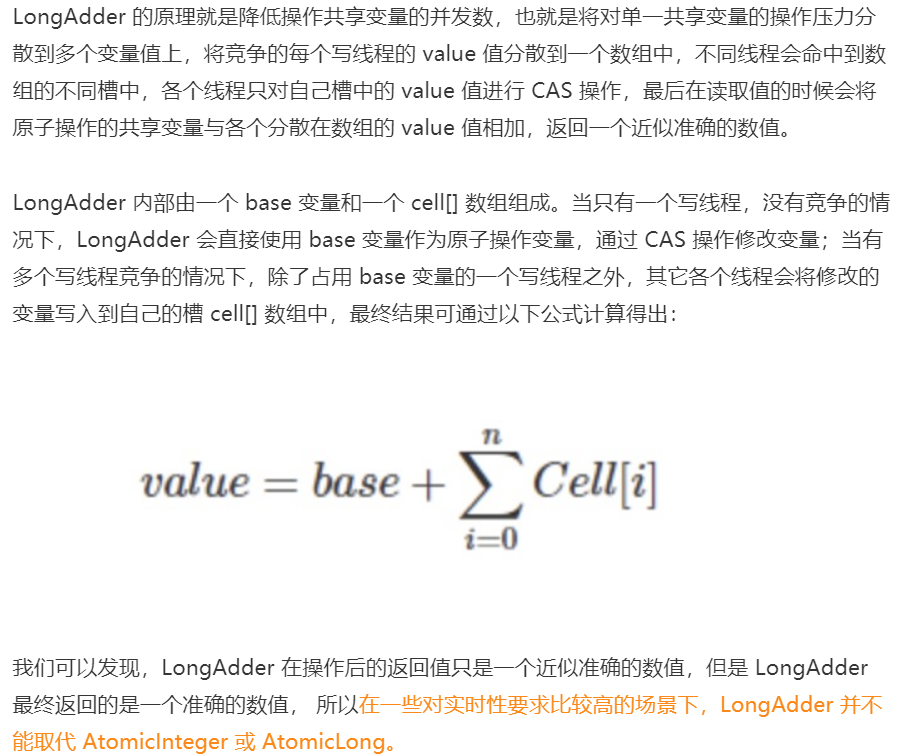 LongAdder 的原理就是降低操作共享变量的并发数，也就是将对单一共享变量的操作压力分
散到多个变量值上，将竞争的每个写线程的 value 值分散到一个数组中，不同线程会命中到数
组的不同槽中，各个线程只对自己槽中的 value 值进行 CAS 操作，最后在读取值的时候会将
原子操作的共享变量与各个分散在数组的 value 值相加，返回一个近似准确的数值。
LongAdder 内部由一个 base 变量和一个 cell[] 数组组成。当只有一个写线程，没有竞争的情
况下，LongAdder 会直接使用 base 变量作为原子操作变量，通过 CAS 操作修改变量；当有
多个写线程竞争的情况下，除了占用 base 变量的一个写线程之外，其它各个线程会将修改的
变量写入到自己的槽 cell[] 数组中，最终结果可通过以下公式计算得出：
n
value = base + ∑ Cell[i]
i=0
我们可以发现，LongAdder 在操作后的返回值只是一个近似准确的数值，但是 LongAdder
最终返回的是一个准确的数值， 所以在一些对实时性要求比较高的场景下，LongAdder 并不
能取代 AtomicInteger 或 AtomicLong。